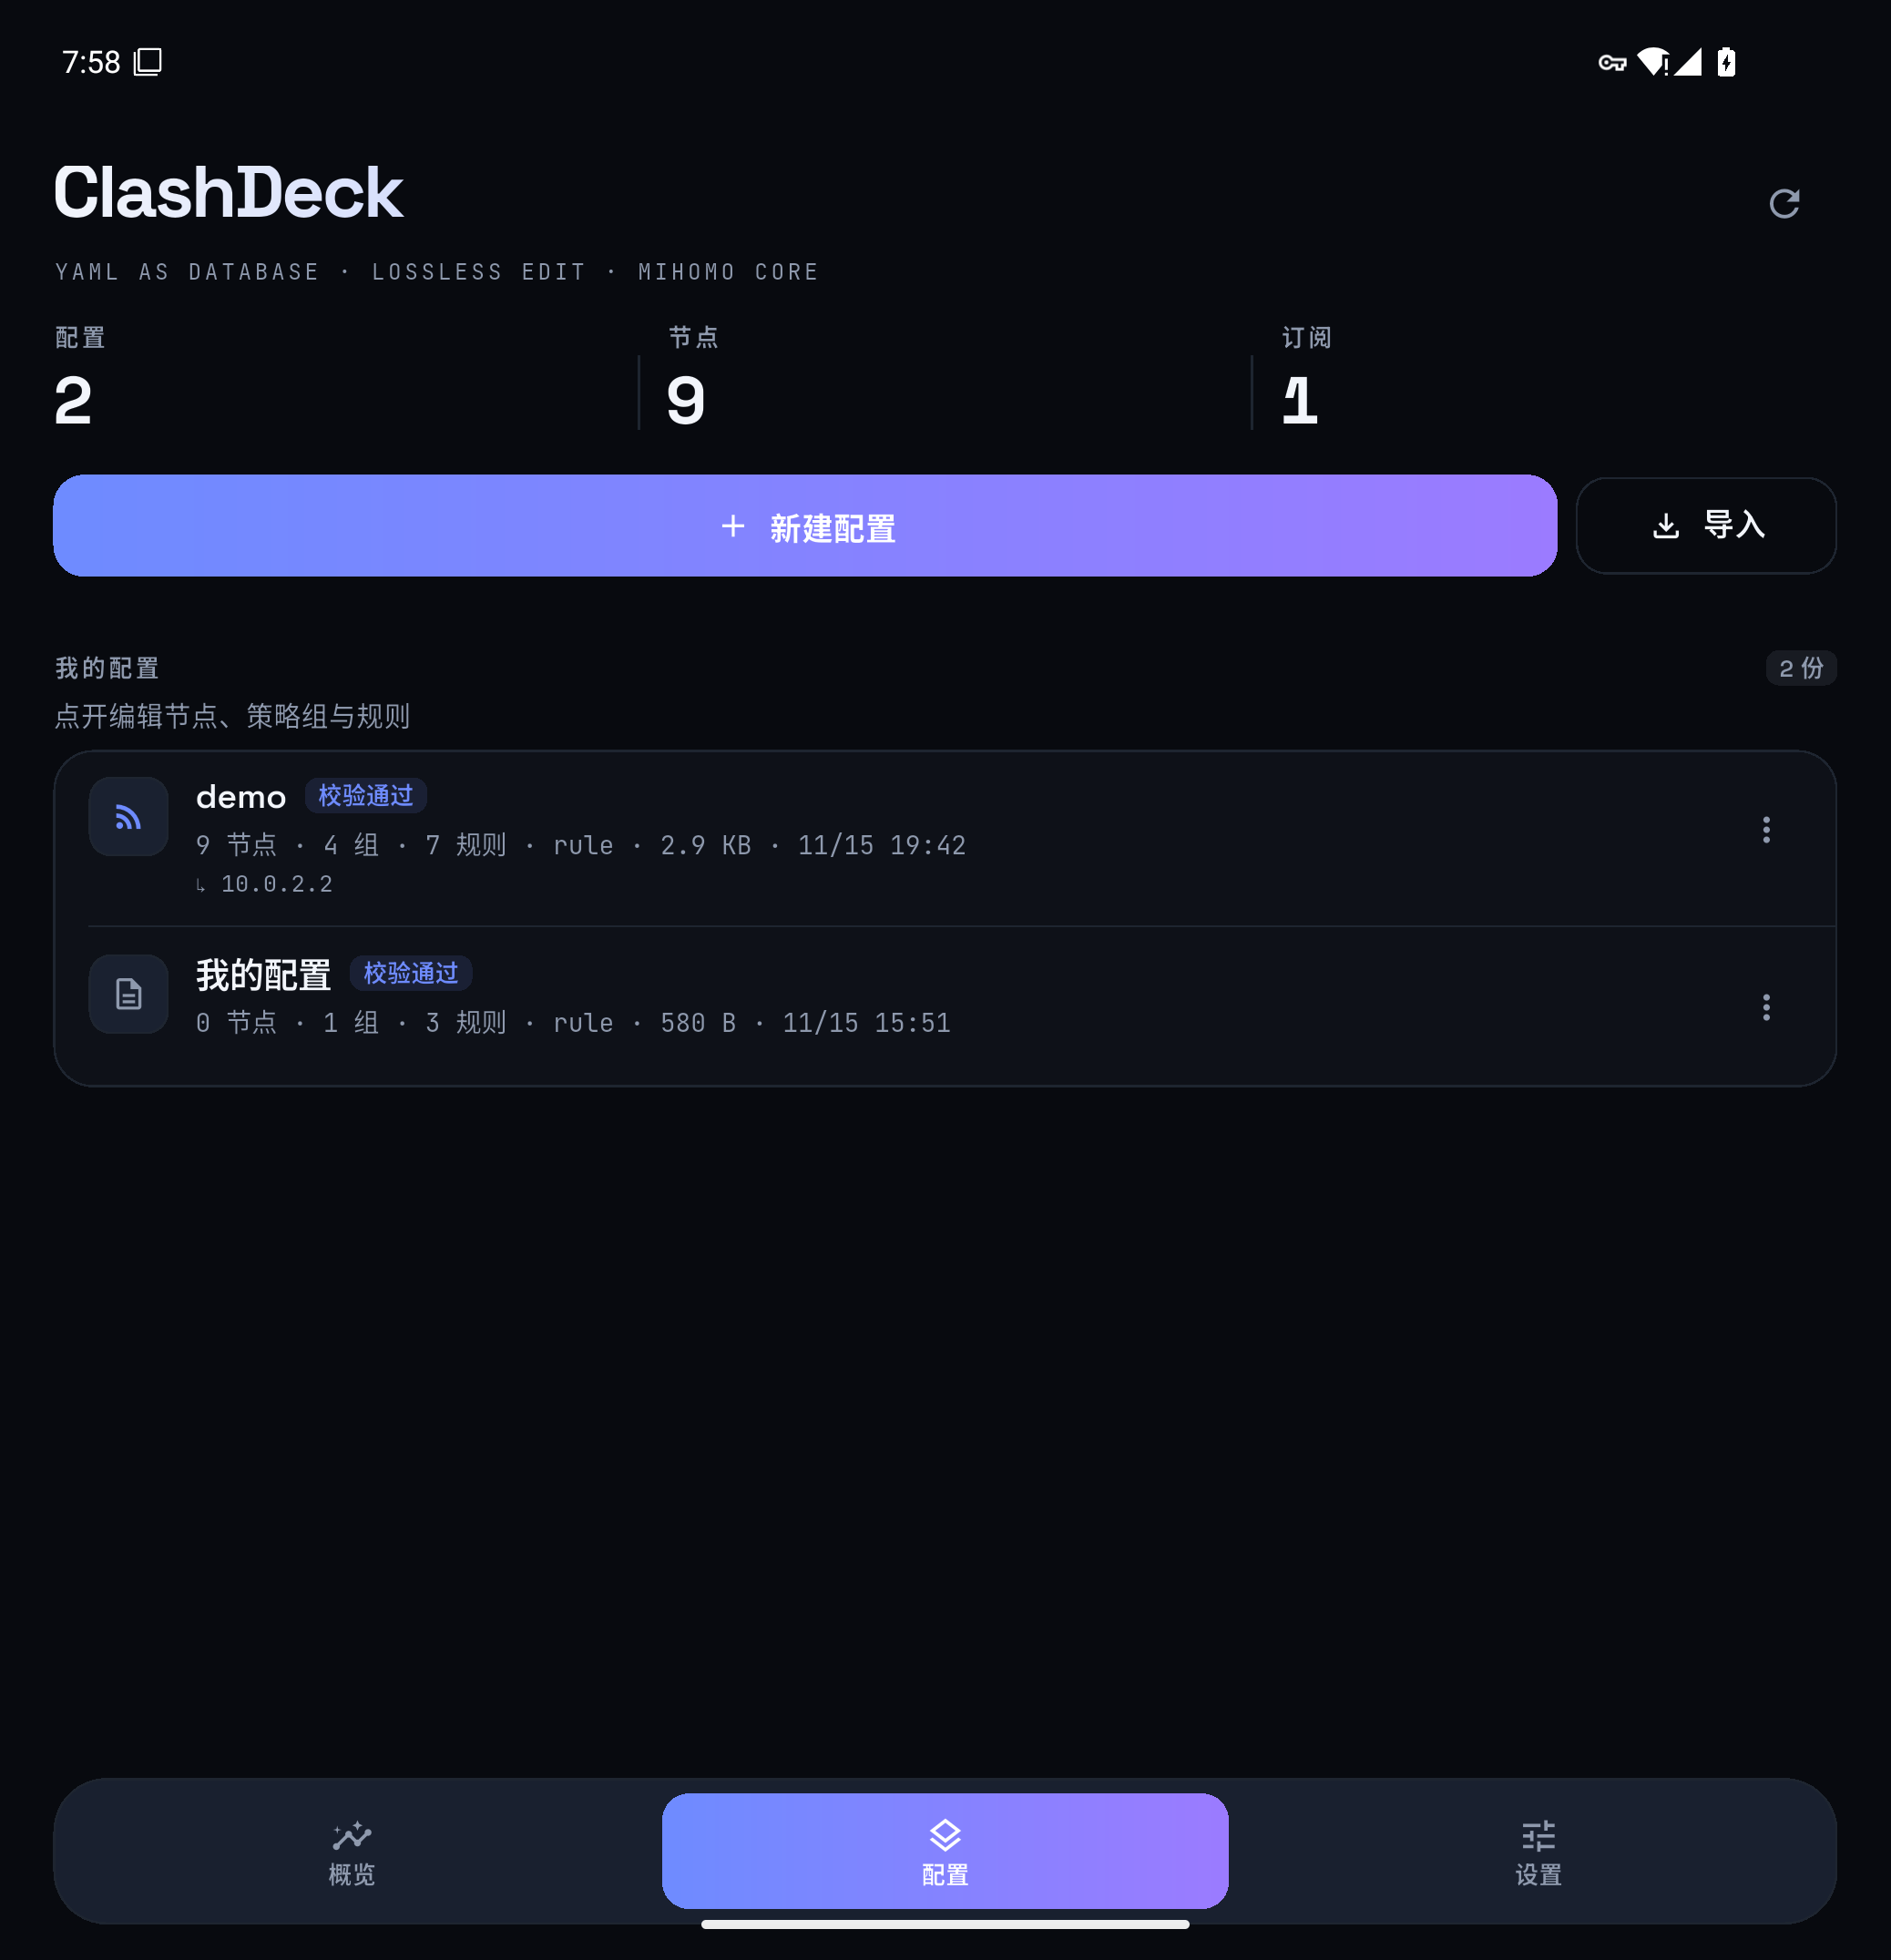 7:58
ClashDeck
YAML AS DATABASE · LOSSLESS EDIT · MIHOMO CORE
配置
2
节点
9
订阅
1
+ 新建配置
导入
我的配置
2 份
点开编辑节点、策略组与规则
demo 校验通过
9 节点 · 4 组 · 7 规则 · rule · 2.9 KB · 11/15 19:42
↳ 10.0.2.2
我的配置 校验通过
0 节点 · 1 组 · 3 规则 · rule · 580 B · 11/15 15:51
概览
配置
设置